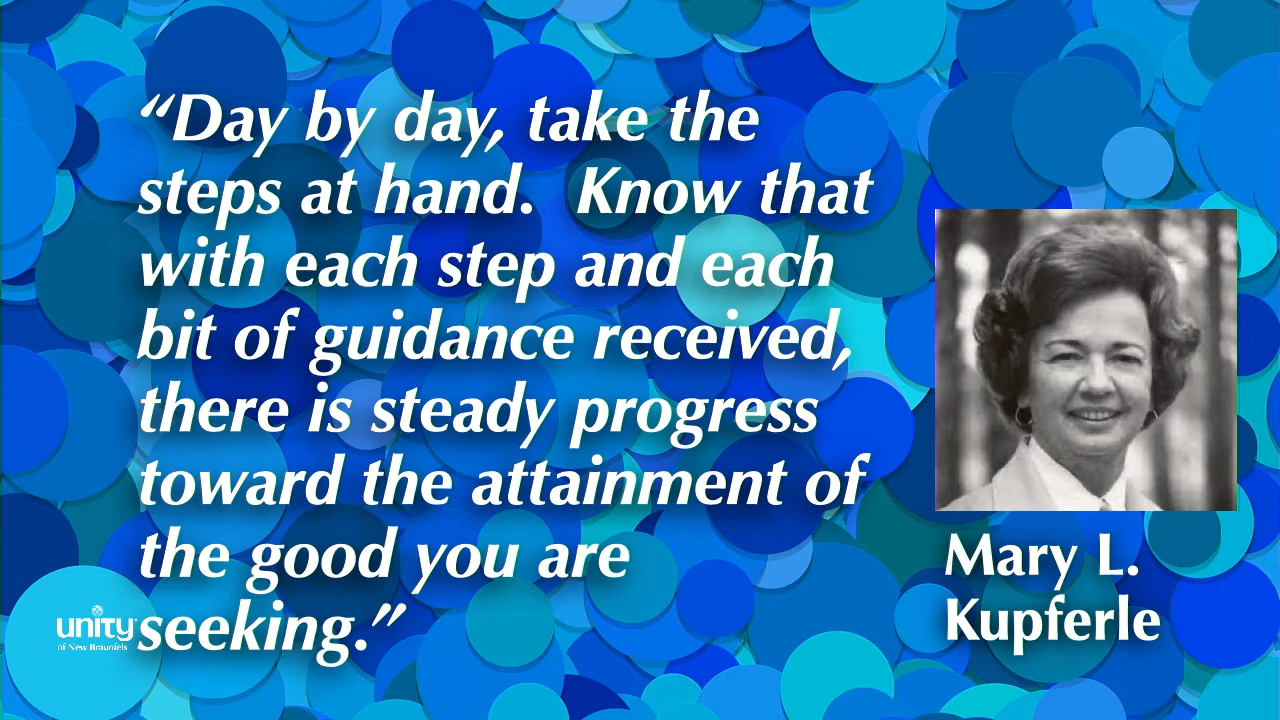 “Day by day, take the
steps at hand.  Know that
with each step and each
bit of guidance received,
there is steady progress
toward the attainment of
the good you are
seeking.”
Mary L.
Kupferle
unity
of New Braunfels